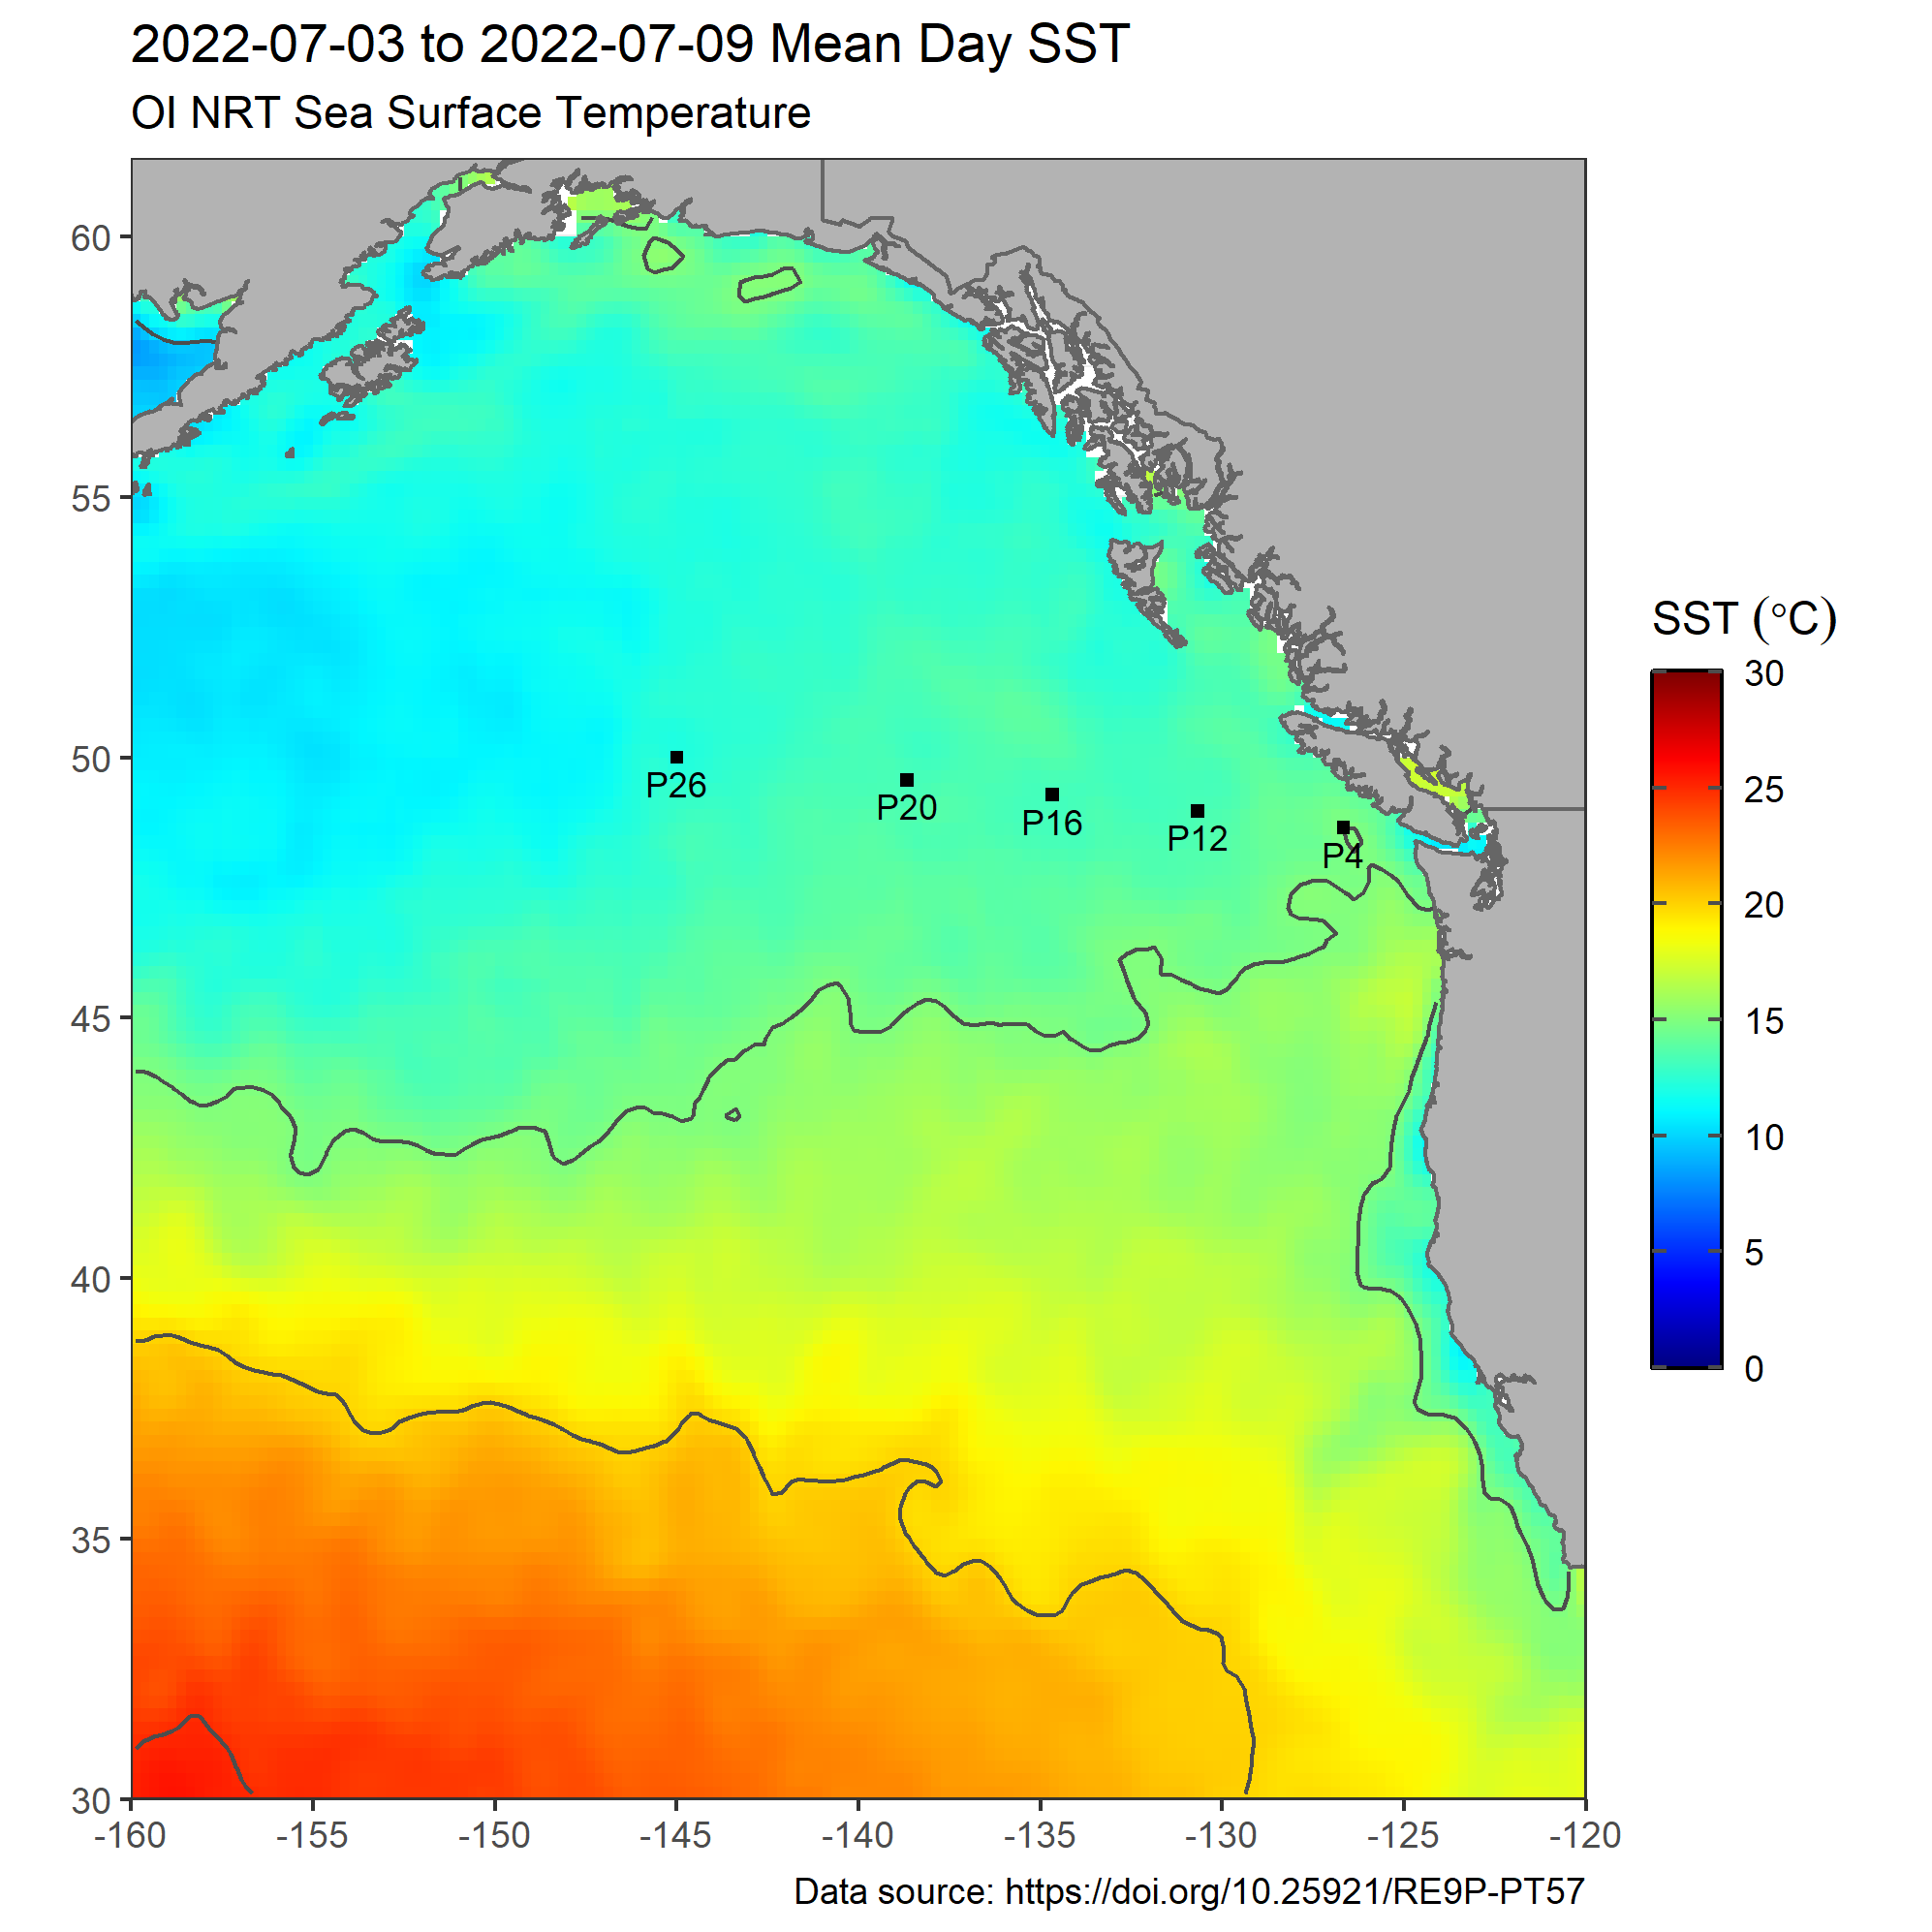 2022-07-03 to 2022-07-09 Mean Day SST
OI NRT Sea Surface Temperature
60
55
50
45
40
35
30
P26
P20
P16
P12
P4
-160
-155
-150
-145
-140
-135
-130
-125
-120
SST (°C)
30
25
20
15
10
5
0
Data source: https://doi.org/10.25921/RE9P-PT57